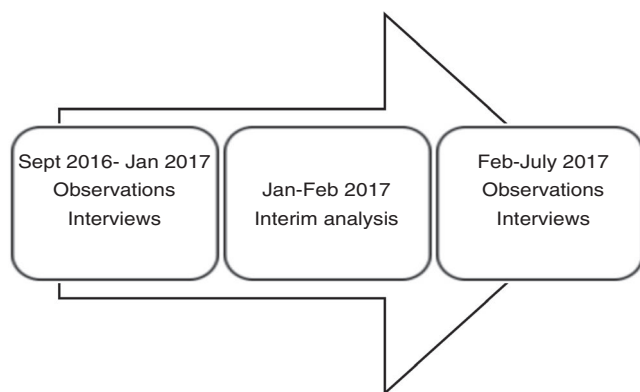 Sept 2016- Jan 2017
Observations
Interviews
Jan-Feb 2017
Interim analysis
Feb-July 2017
Observations
Interviews